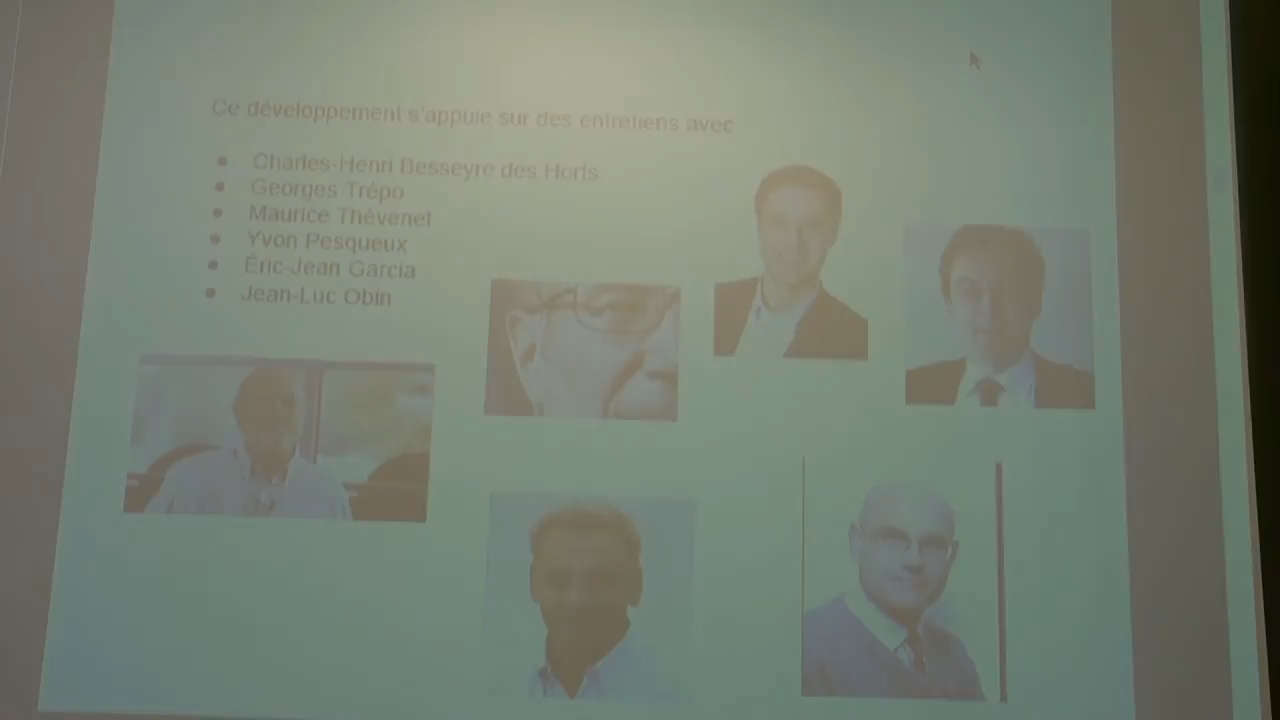 Ce développement s'appuie sur des entretiens avec
● Charles-Henri Besseyre des Horts
● Georges Trépo
● Maurice Thévenet
● Yvon Pesqueux
● Éric-Jean Garcia
● Jean-Luc Obin